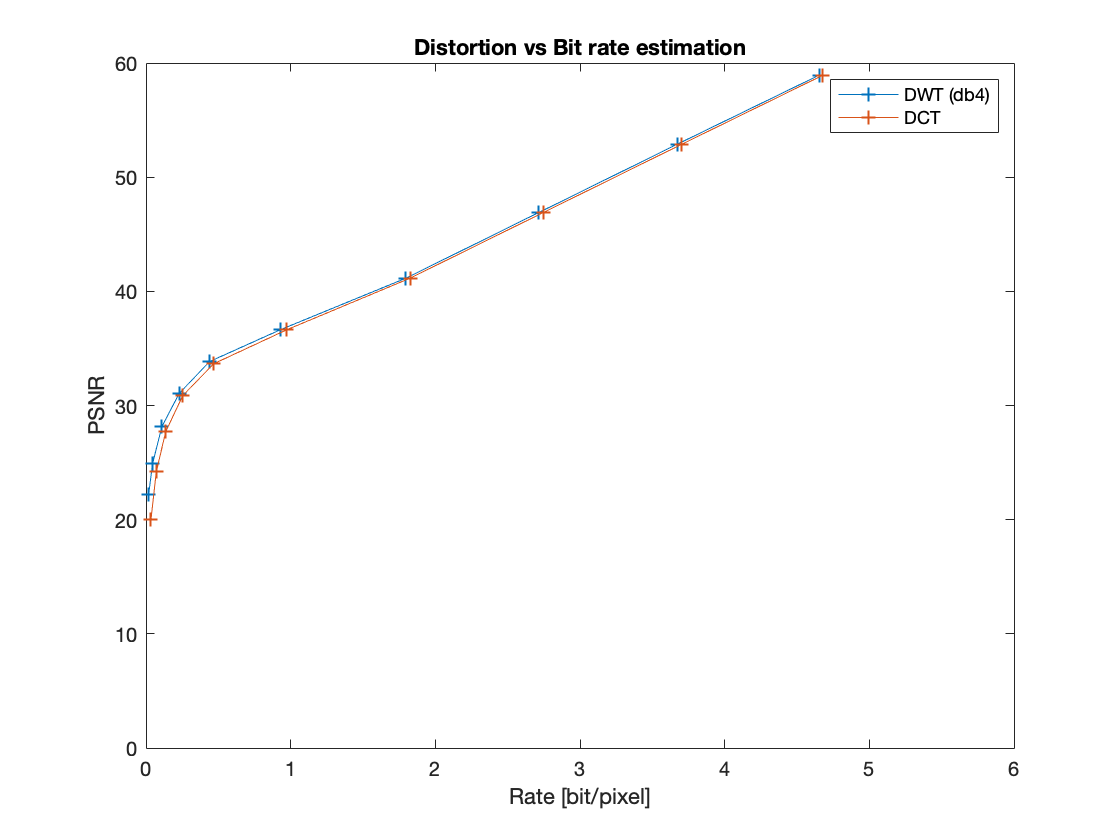 Distortion vs Bit rate estimation
60
50
40
30
20
10
0
PSNR
DWT (db4)
DCT
0 1 2 3 4 5 6
Rate [bit/pixel]